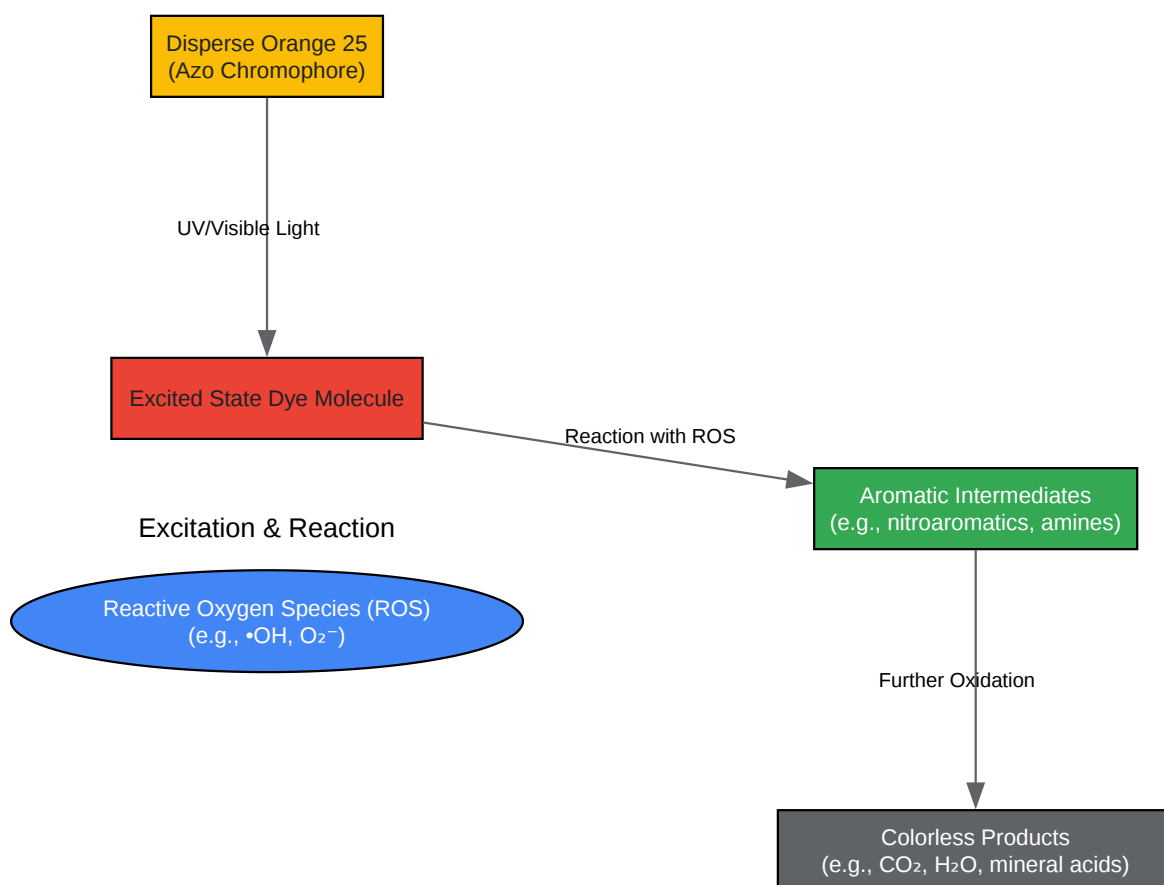 Disperse Orange 25
(Azo Chromophore)
UV/Visible Light
Excited State Dye Molecule
Reaction with ROS
Aromatic Intermediates
(e.g., nitroaromatics, amines)
Excitation & Reaction
Reactive Oxygen Species (ROS)
(e.g., •OH, O₂⁻)
Further Oxidation
Colorless Products
(e.g., CO₂, H₂O, mineral acids)